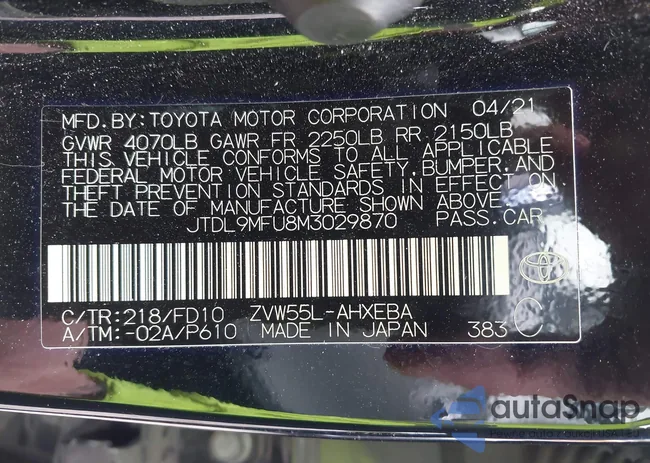 MFD.BY:TOYOTA MOTOR CORPORATION 04/21
GVWR 4070LB GAWR FR 2250LB RR 2150LB
THIS VEHICLE CONFORMS TO ALL APPLICABLE
FEDERAL MOTOR VEHICLE SAFETY,BUMPER,AND
THEFT PREVENTION STANDARDS IN EFFECT ON
THE DATE OF MANUFACTURE SHOWN ABOVE.
JTDL9MFU8M3029870 PASS.CAR
C/TR:218/FD10 ZVW55L-AHXEBA
A/TM:-02A/P610 MADE IN JAPAN 383 C
autaSnap